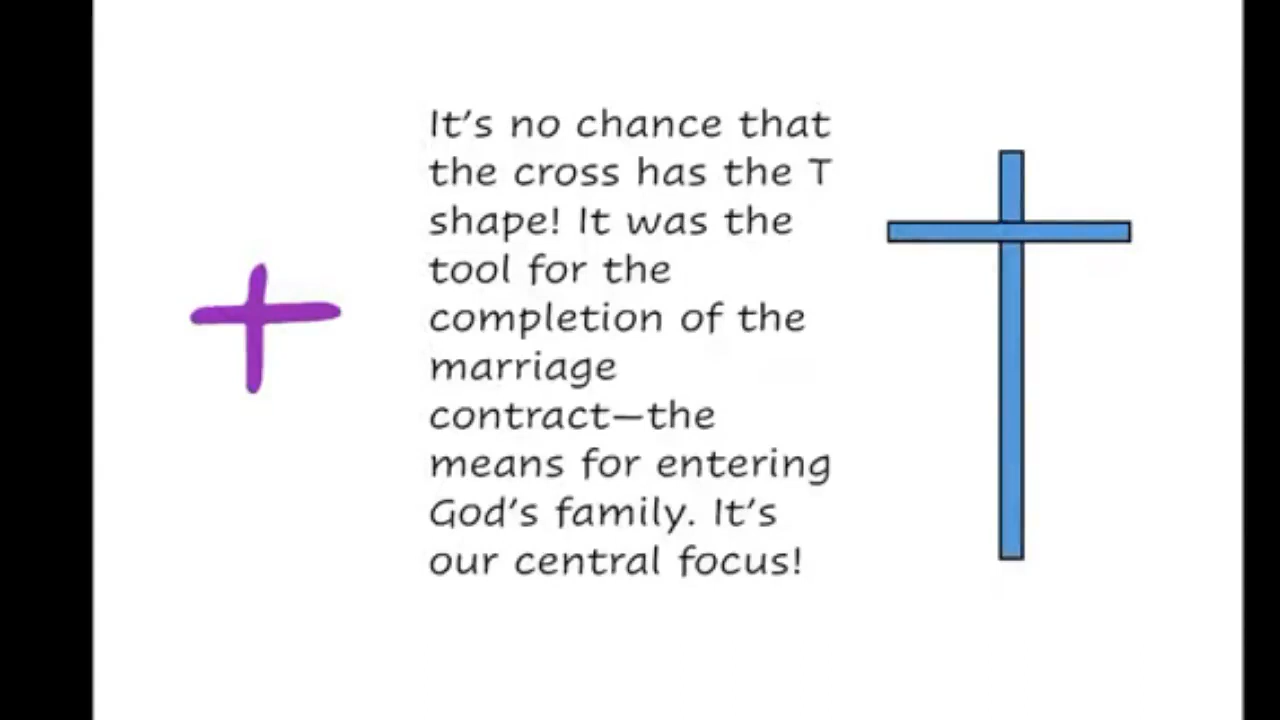 It's no chance that
the cross has the T
shape! It was the
tool for the
completion of the
marriage
contract—the
means for entering
God's family. It's
our central focus!